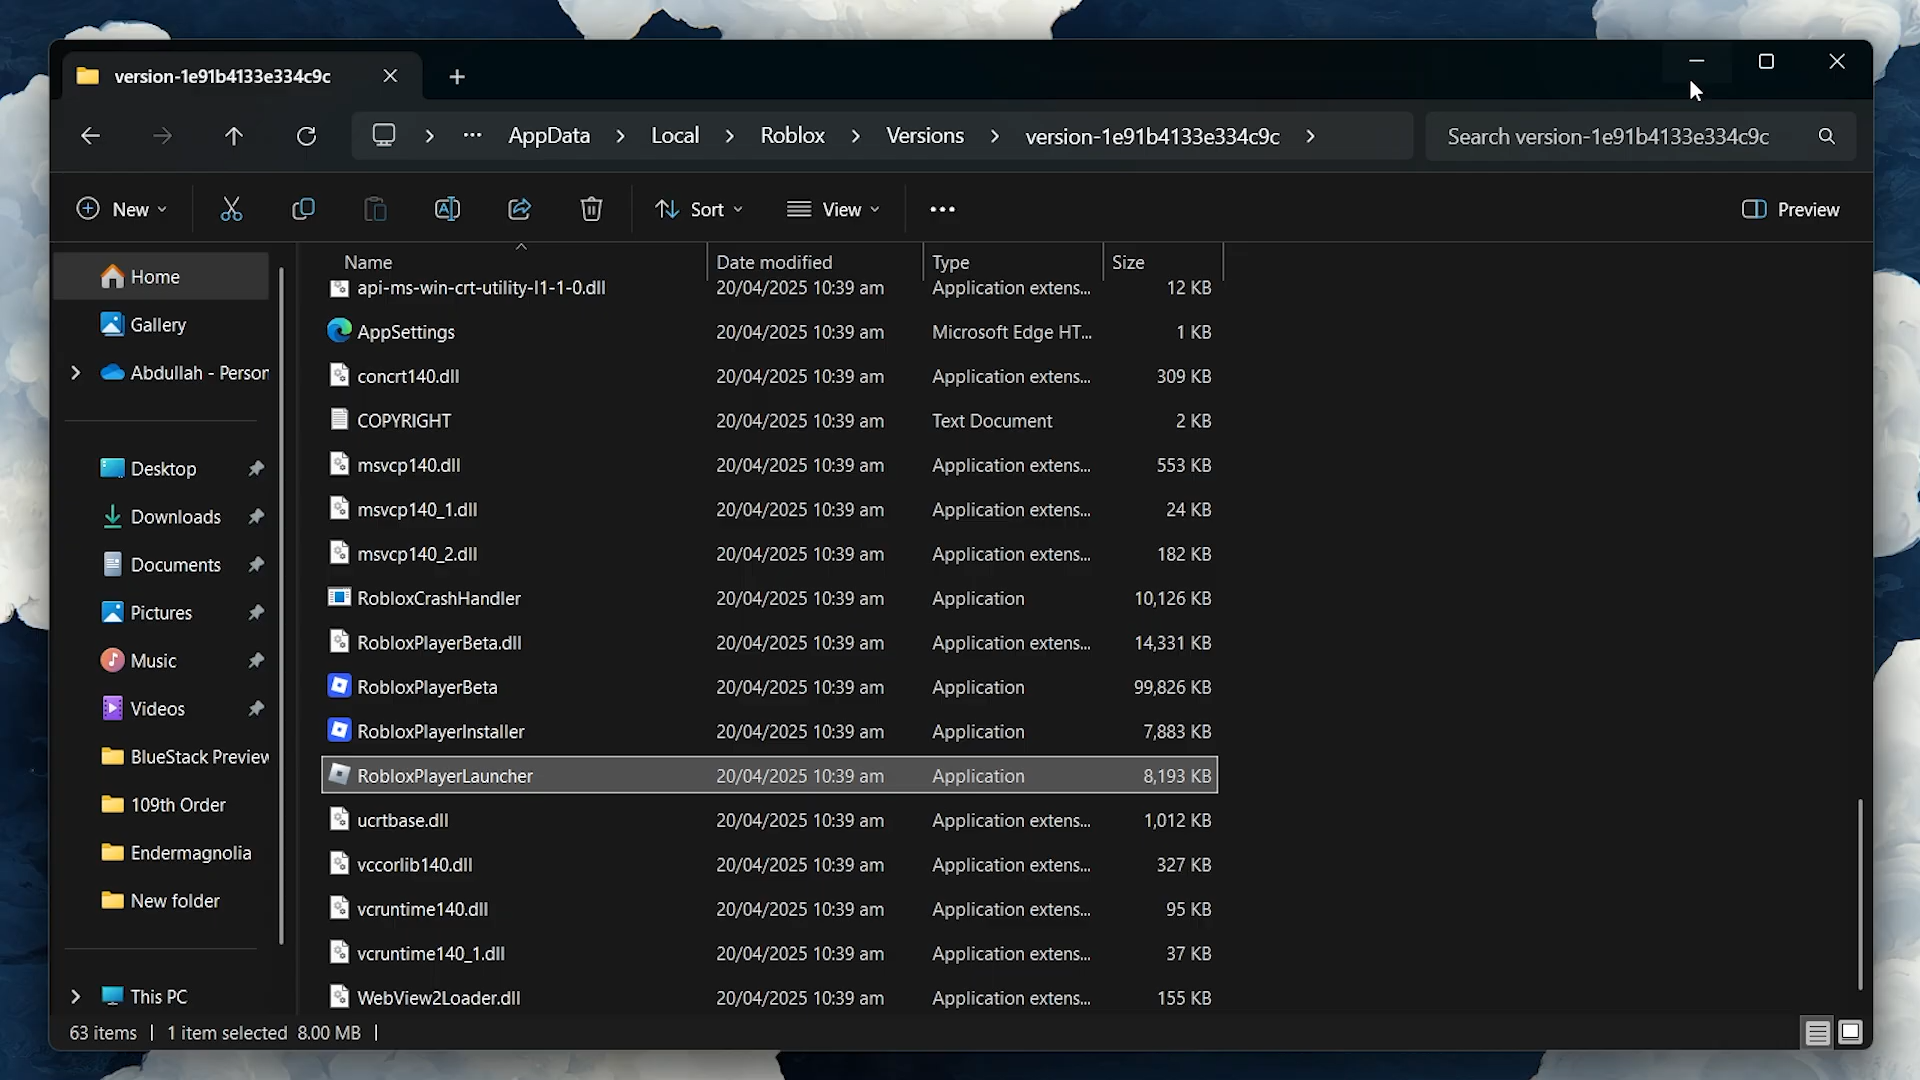 version-1e91b4133e334c9c
AppData Local Roblox Versions version-1e91b4133e334c9c
Search version-1e91b4133e334c9c
New Sort View Preview
Home
Gallery
Abdullah - Person
Desktop
Downloads
Documents
Pictures
Music
Videos
BlueStack Preview
109th Order
Endermagnolia
New folder
This PC
Name Date modified Type Size
api-ms-win-crt-utility-l1-1-0.dll 20/04/2025 10:39 am Application extens... 12 KB
AppSettings 20/04/2025 10:39 am Microsoft Edge HT... 1 KB
concrt140.dll 20/04/2025 10:39 am Application extens... 309 KB
COPYRIGHT 20/04/2025 10:39 am Text Document 2 KB
msvcp140.dll 20/04/2025 10:39 am Application extens... 553 KB
msvcp140_1.dll 20/04/2025 10:39 am Application extens... 24 KB
msvcp140_2.dll 20/04/2025 10:39 am Application extens... 182 KB
RobloxCrashHandler 20/04/2025 10:39 am Application 10,126 KB
RobloxPlayerBeta.dll 20/04/2025 10:39 am Application extens... 14,331 KB
RobloxPlayerBeta 20/04/2025 10:39 am Application 99,826 KB
RobloxPlayerInstaller 20/04/2025 10:39 am Application 7,883 KB
RobloxPlayerLauncher 20/04/2025 10:39 am Application 8,193 KB
ucrtbase.dll 20/04/2025 10:39 am Application extens... 1,012 KB
vccorlib140.dll 20/04/2025 10:39 am Application extens... 327 KB
vcruntime140.dll 20/04/2025 10:39 am Application extens... 95 KB
vcruntime140_1.dll 20/04/2025 10:39 am Application extens... 37 KB
WebView2Loader.dll 20/04/2025 10:39 am Application extens... 155 KB
63 items 1 item selected 8.00 MB